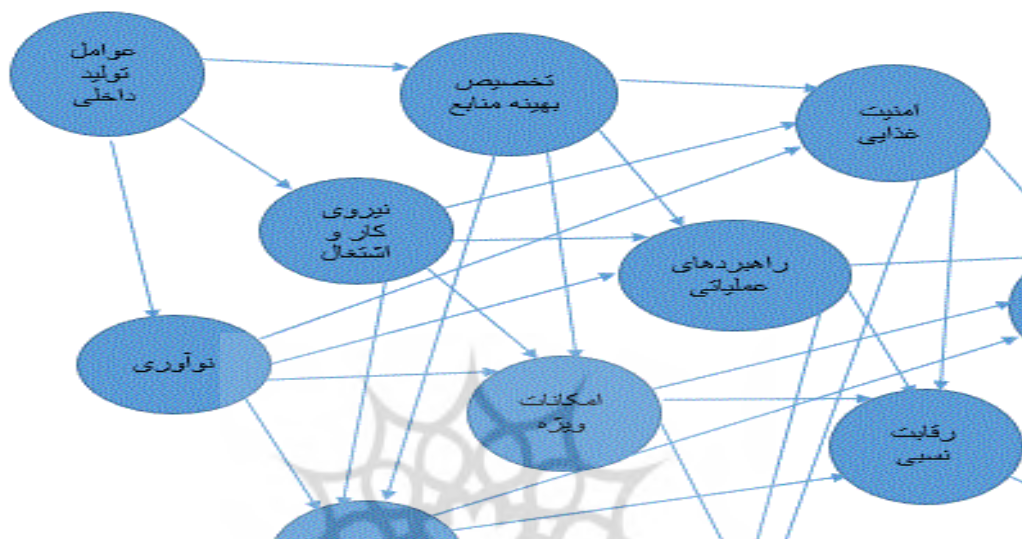 عوامل
تولید
داخلی
تخصیص
بهینه منابع
امنیت
غذایی
نیروی
کار و
اشتغال
راهبردهای
عملیاتی
نوآوری
امکانات
ویژه
رقابت
نسبی